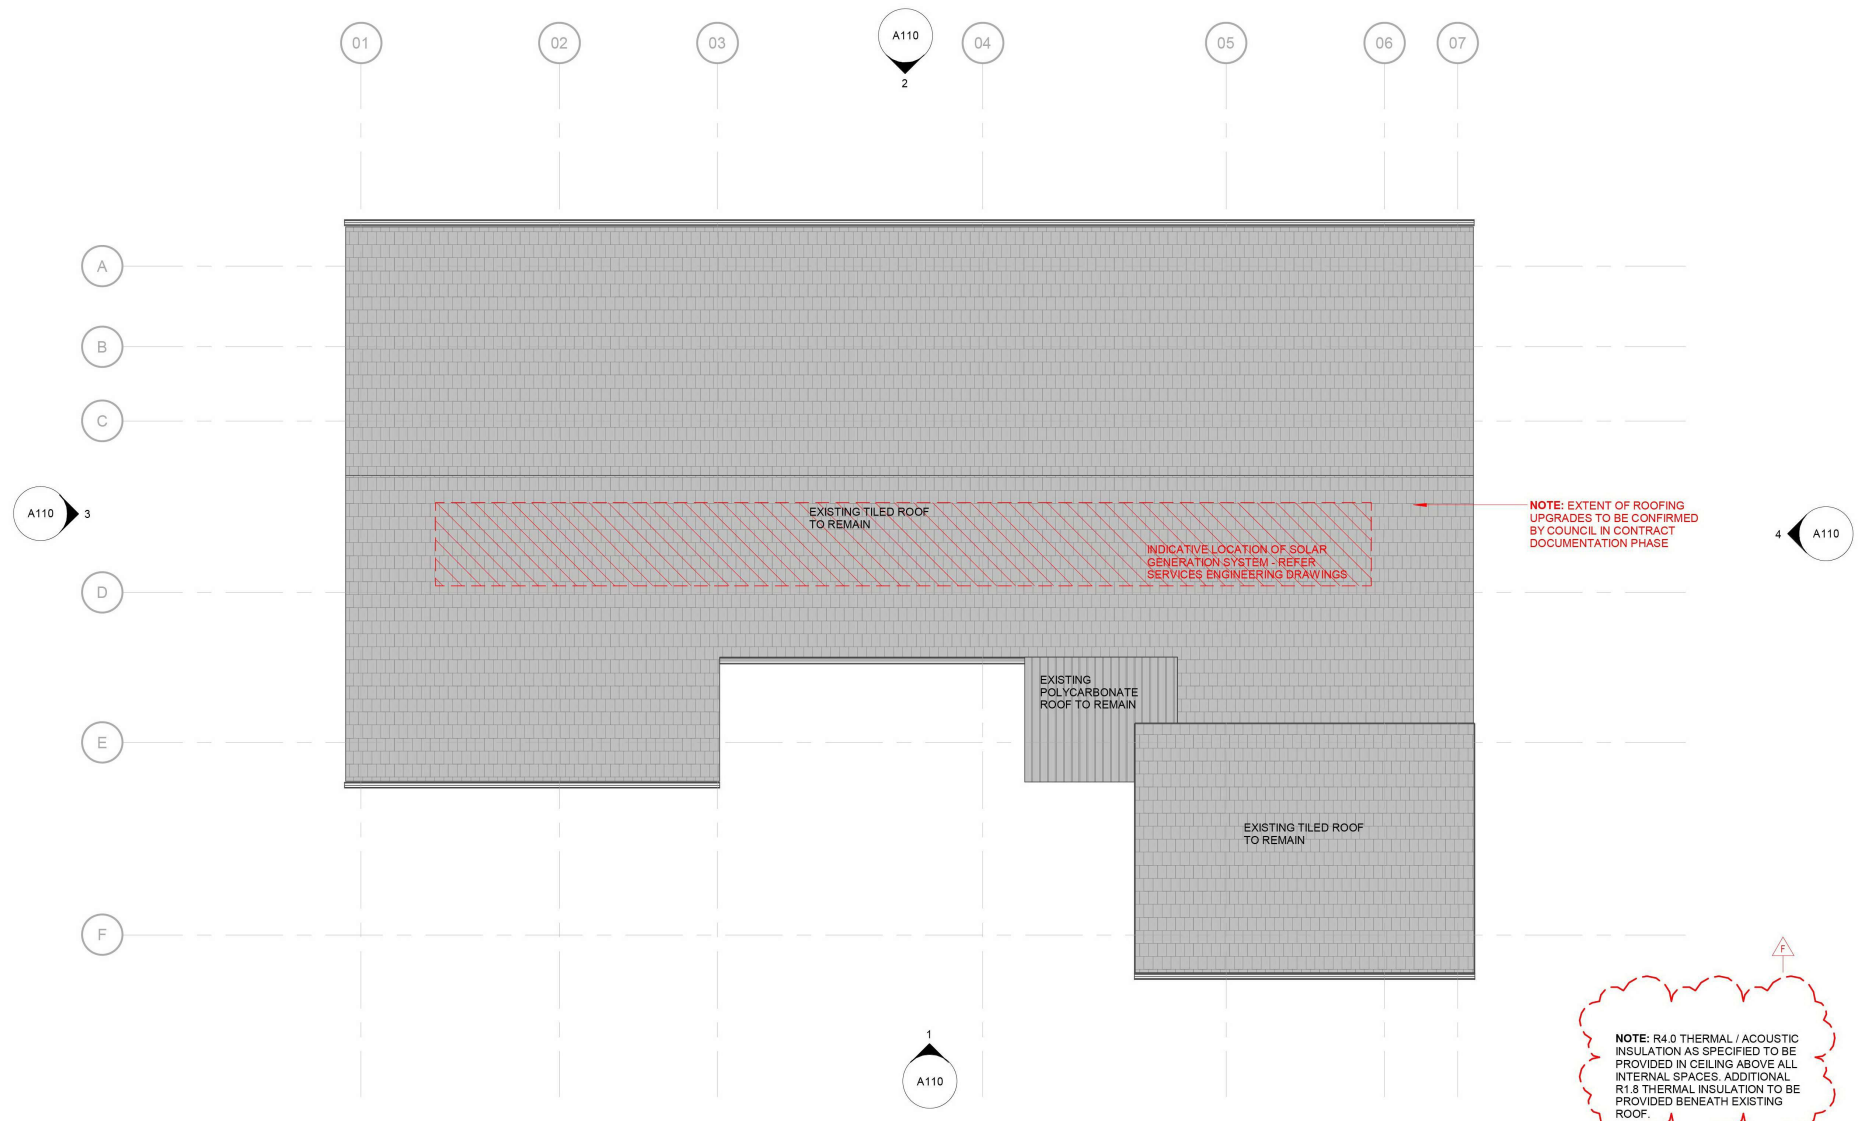 01 02 03 A110 04 05 06 07
2
A
B
C
A110 3
EXISTING TILED ROOF
TO REMAIN
INDICATIVE LOCATION OF SOLAR
GENERATION SYSTEM - REFER
SERVICES ENGINEERING DRAWINGS
NOTE: EXTENT OF ROOFING
UPGRADES TO BE CONFIRMED
BY COUNCIL IN CONTRACT
DOCUMENTATION PHASE
4 A110
D
EXISTING
POLYCARBONATE
ROOF TO REMAIN
E
EXISTING TILED ROOF
TO REMAIN
F
F
1
A110
NOTE: R4.0 THERMAL / ACOUSTIC
INSULATION AS SPECIFIED TO BE
PROVIDED IN CEILING ABOVE ALL
INTERNAL SPACES. ADDITIONAL
R1.8 THERMAL INSULATION TO BE
PROVIDED BENEATH EXISTING
ROOF.